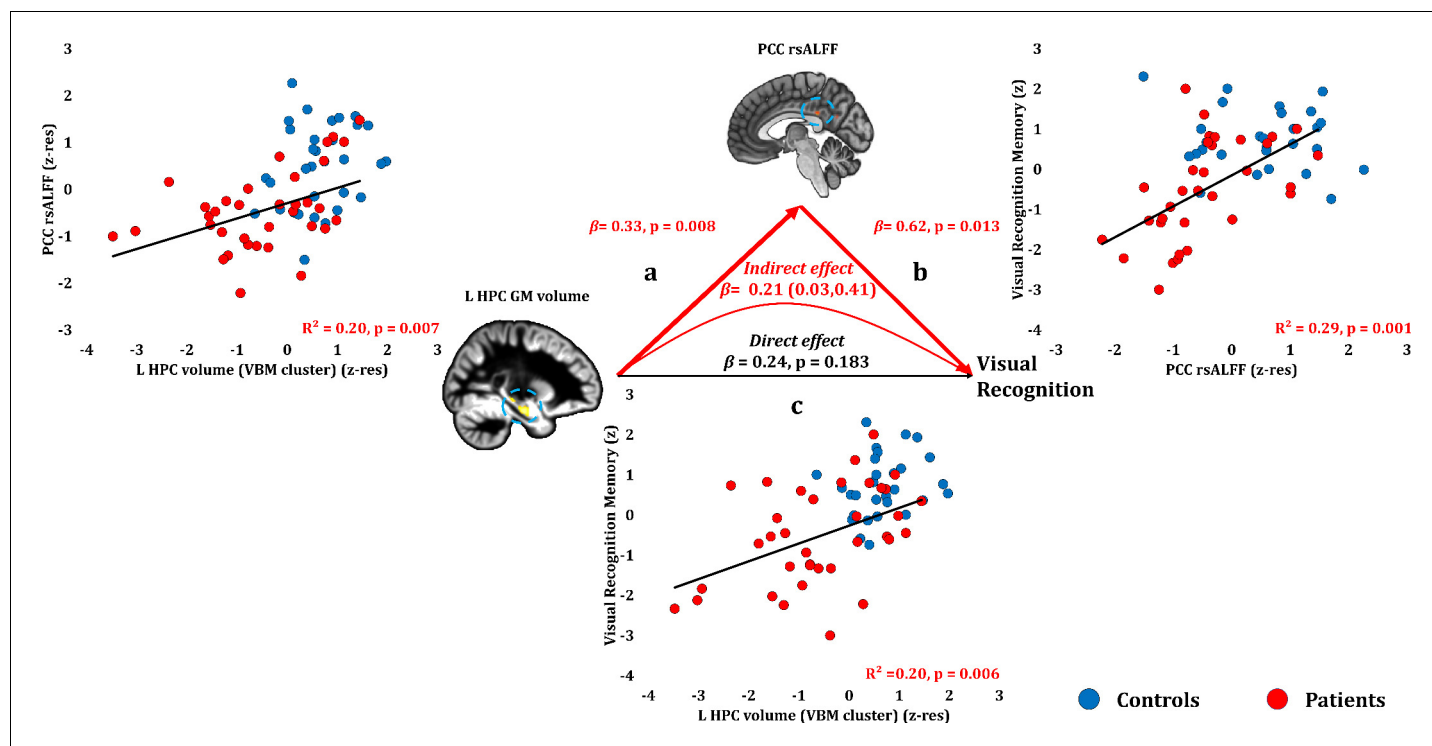 PCC rsALFF
3
2
1
0
-1
-2
-3
PCC rsALFF (z-res)
R² = 0.20, p = 0.007
-4 -3 -2 -1 0 1 2 3
L HPC volume (VBM cluster) (z-res)
β= 0.33, p = 0.008
β= 0.62, p = 0.013
a
b
Indirect effect
β= 0.21 (0.03,0.41)
L HPC GM volume
Direct effect
β = 0.24, p = 0.183
Visual
Recognition
c
3
2
1
0
-1
-2
-3
-4
Visual Recognition Memory (z)
R² = 0.29, p = 0.001
-3 -2 -1 0 1 2 3
PCC rsALFF (z-res)
3
2
1
0
-1
-2
-3
-4
Visual Recognition Memory (z)
R² =0.20, p = 0.006
-4 -3 -2 -1 0 1 2 3
L HPC volume (VBM cluster) (z-res)
Controls
Patients